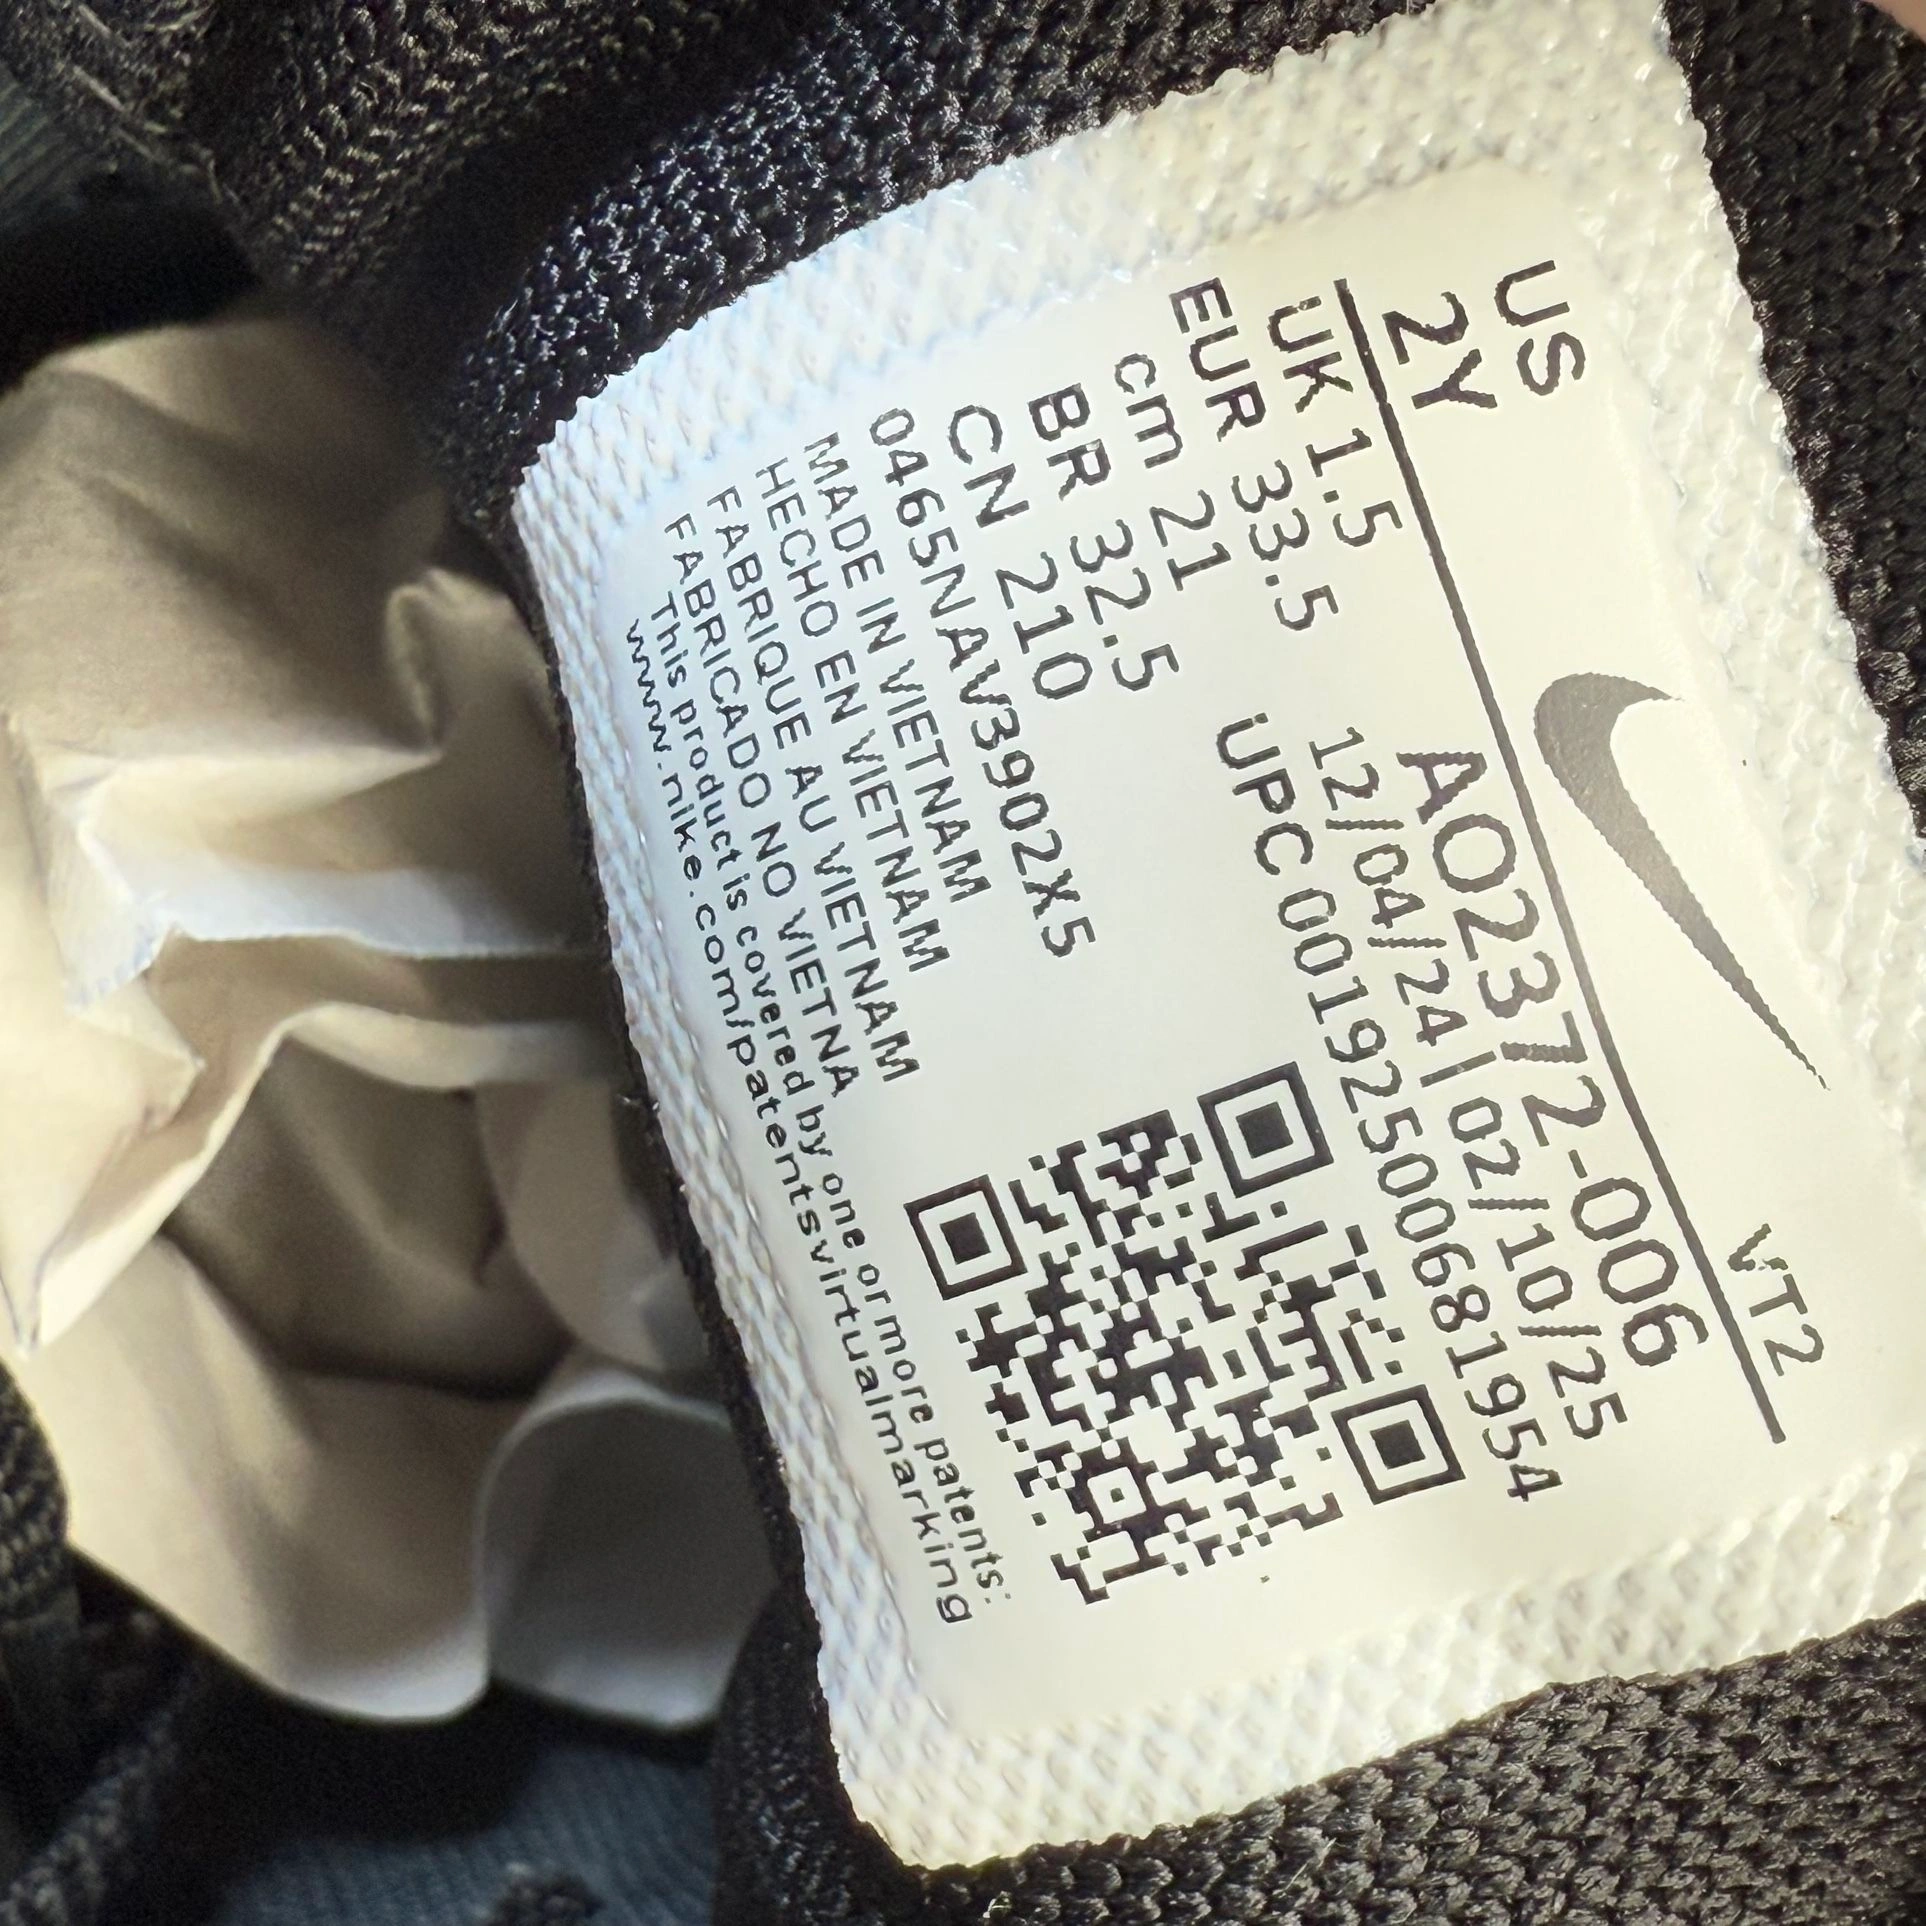 US
2Y
VT2
UK 1.5
AO2372-006
EUR 33.5
12/04/24 | 02/10/25
cm 21
UPC 00192500681954
BR 32.5
CN 210
0465NAV3902X5
MADE IN VIETNAM
HECHO EN VIETNAM
FABRIQUE AU VIETNAM
FABRICADO NO VIETNA
This product is covered by one or more patents:
www.nike.com/patentsvirtualmarking